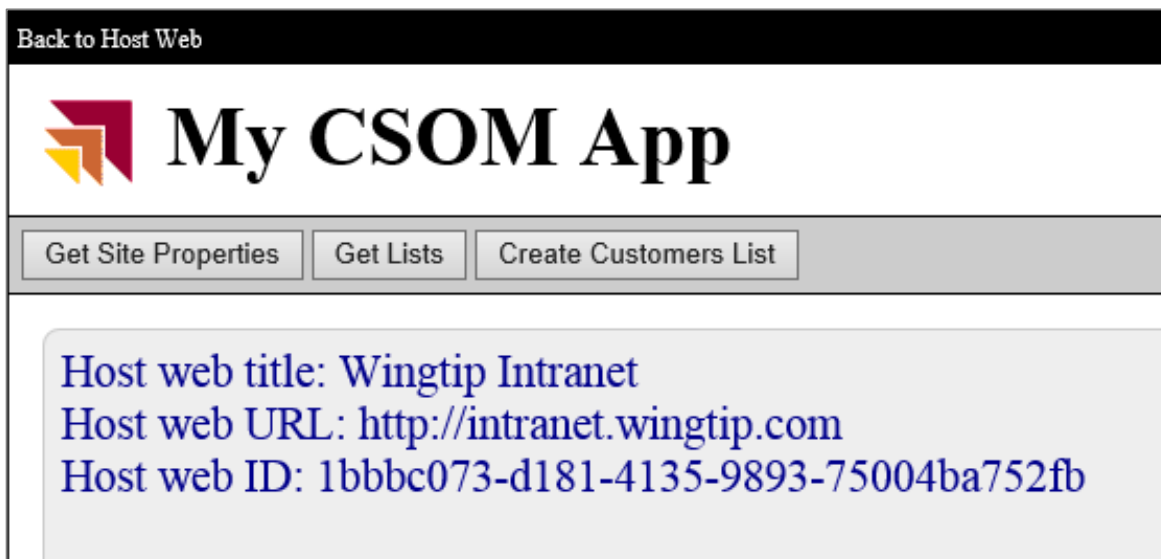 Back to Host Web
My CSOM App
Get Site Properties Get Lists Create Customers List
Host web title: Wingtip Intranet
Host web URL: http://intranet.wingtip.com
Host web ID: 1bbbc073-d181-4135-9893-75004ba752fb